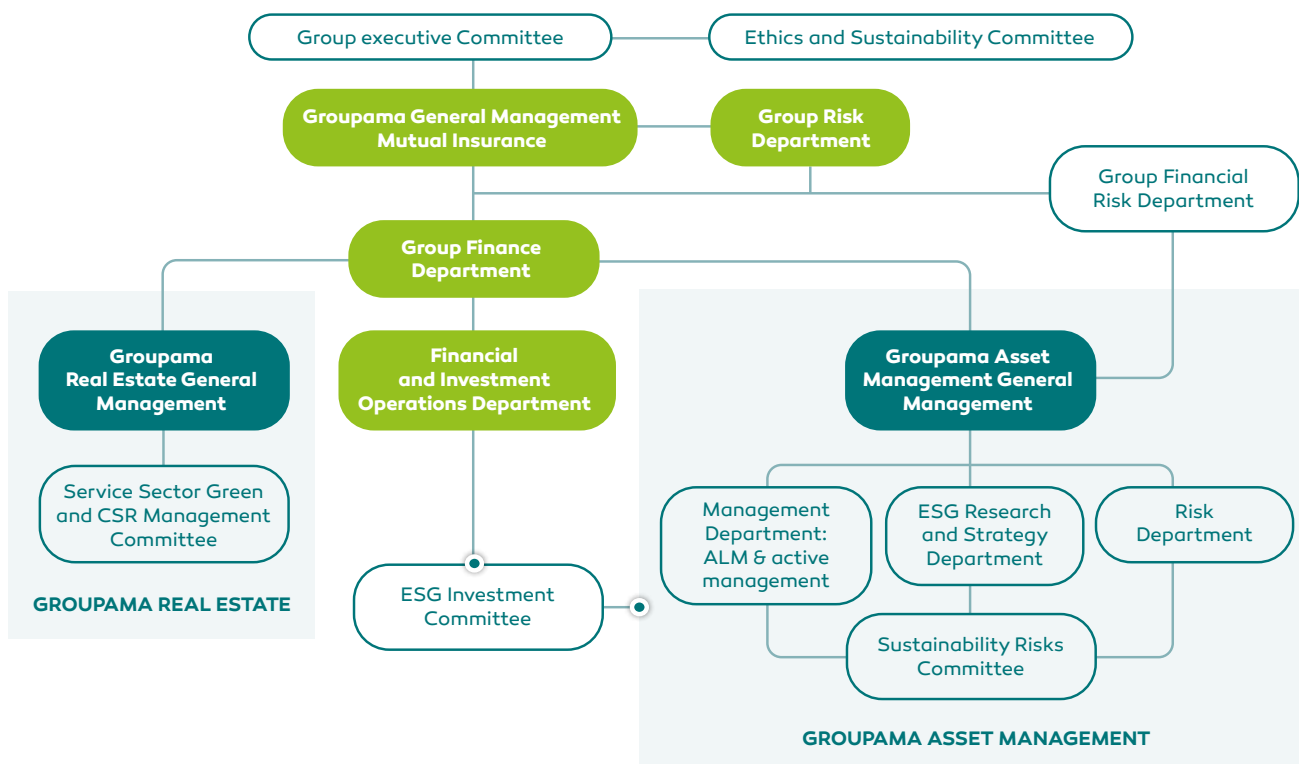 Group executive Committee
Ethics and Sustainability Committee
Groupama General Management
Mutual Insurance
Group Risk
Department
Group Financial
Risk Department
Group Finance
Department
Groupama
Real Estate General
Management
Financial
and Investment
Operations Department
Groupama Asset
Management General
Management
Service Sector Green
and CSR Management
Committee
Management
Department:
ALM & active
management
ESG Research
and Strategy
Department
Risk
Department
GROUPAMA REAL ESTATE
ESG Investment
Committee
Sustainability Risks
Committee
GROUPAMA ASSET MANAGEMENT